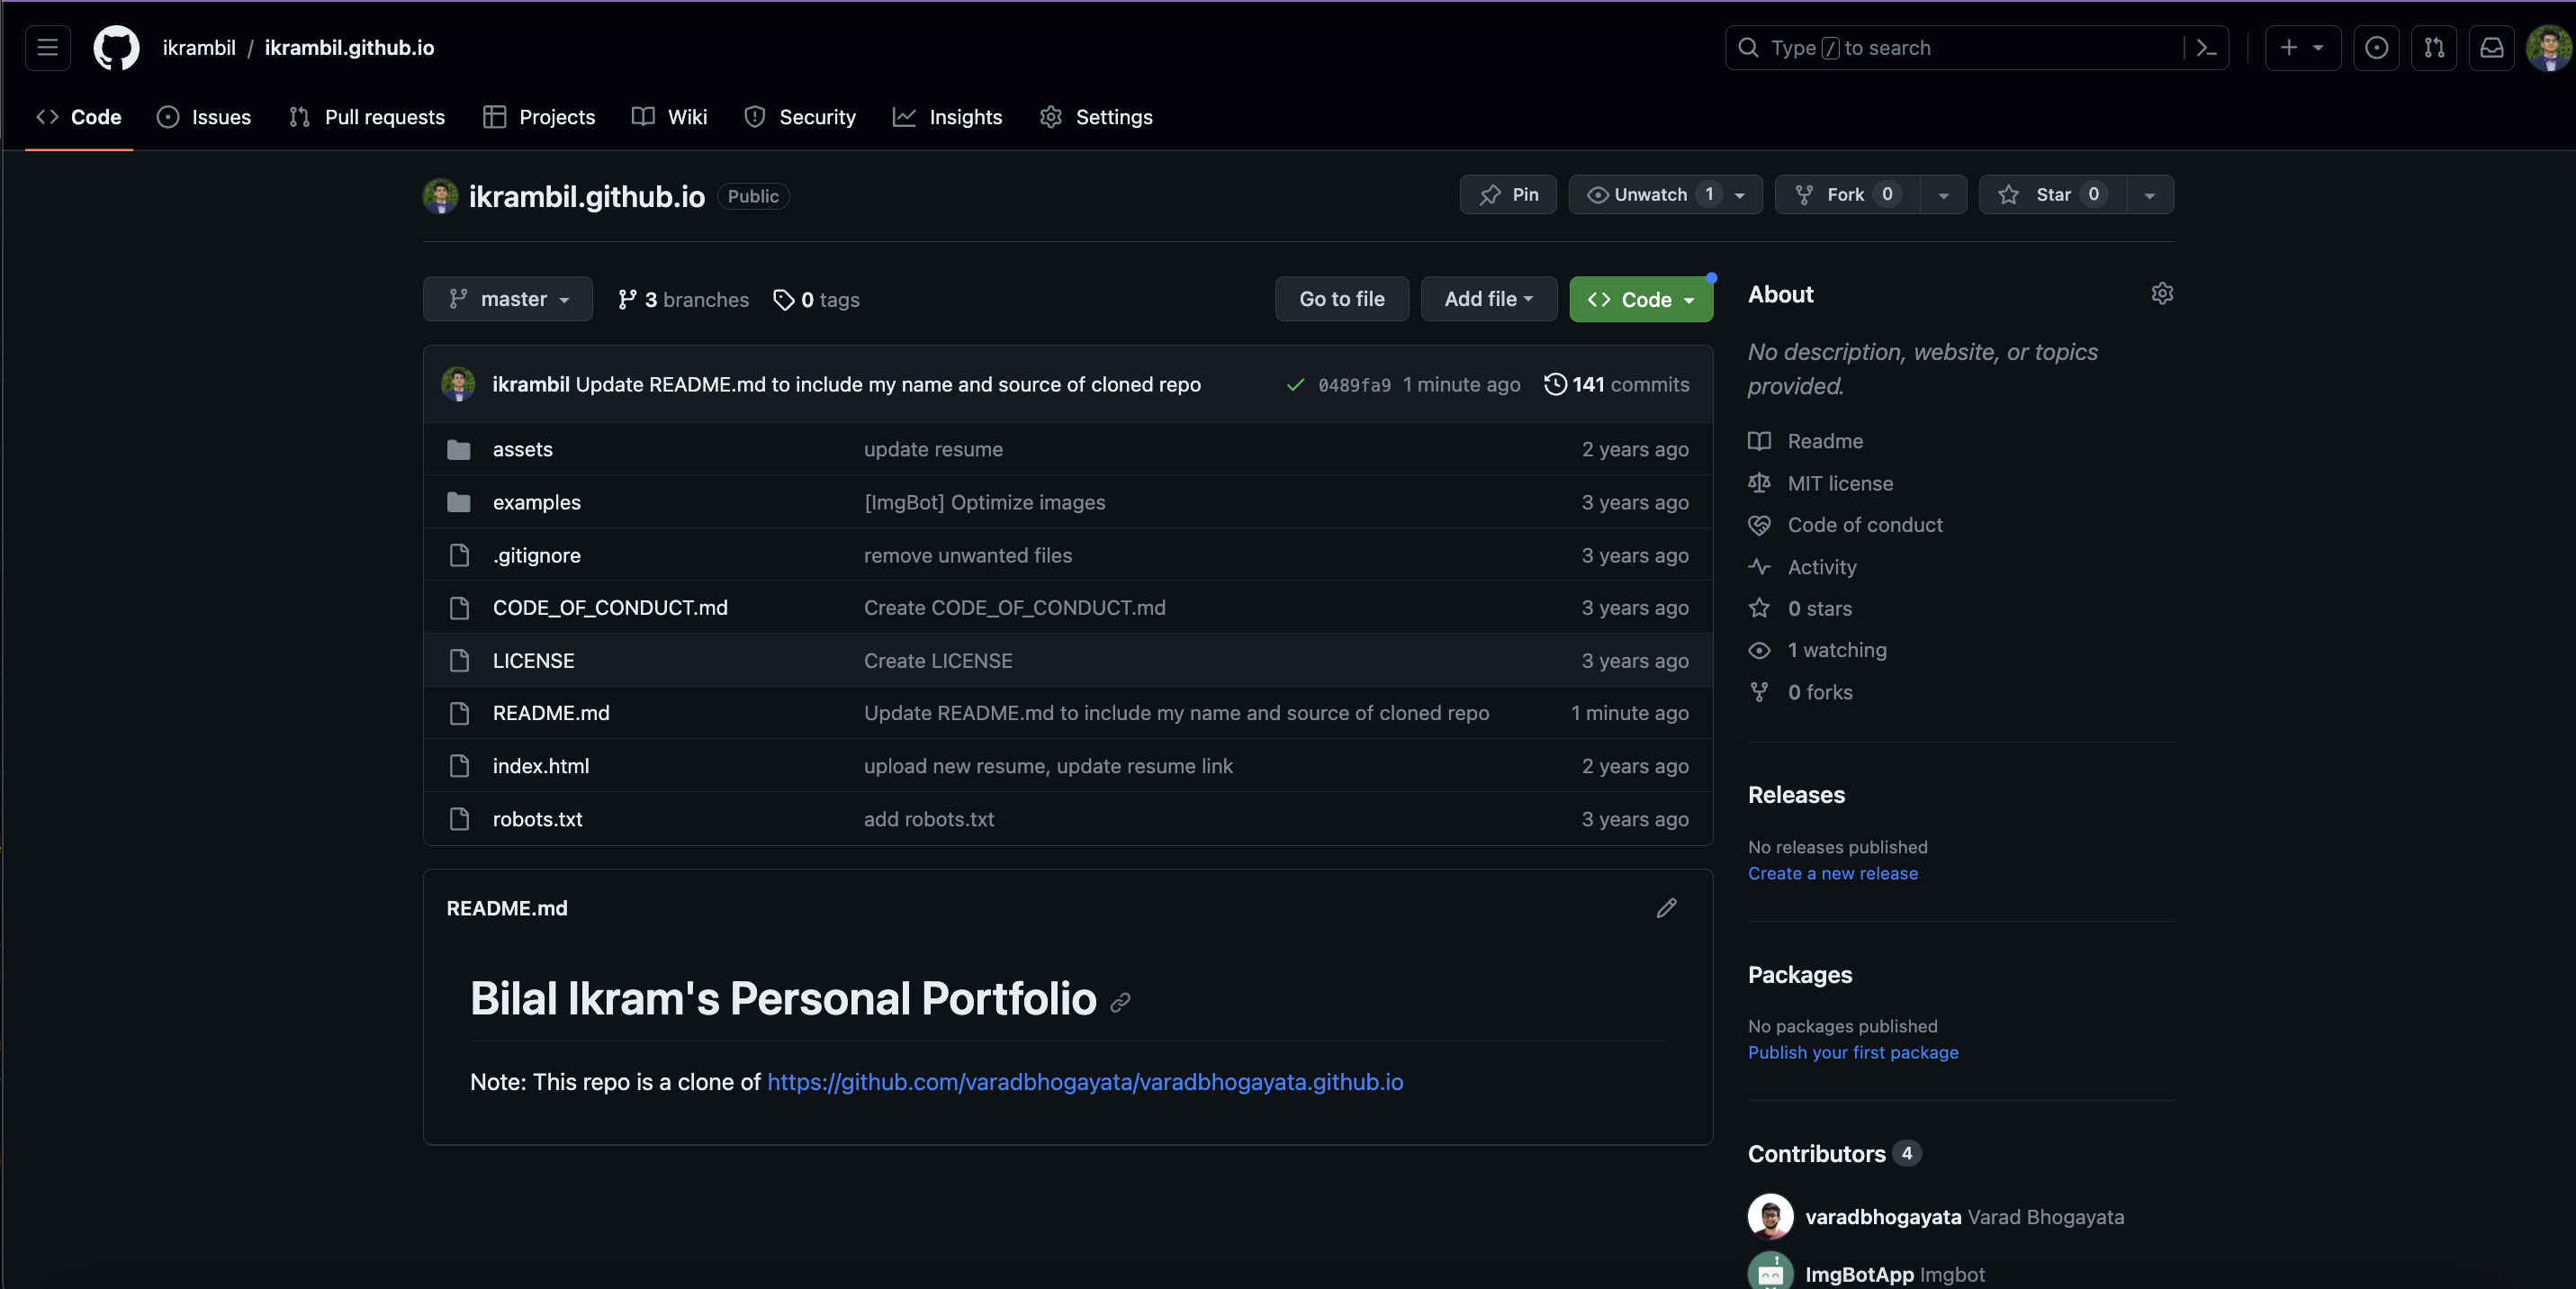 ikrambil / ikrambil.github.io
Type / to search
Code Issues Pull requests Projects Wiki Security Insights Settings
ikrambil.github.io Public
Pin Unwatch 1 Fork 0 Star 0
master 3 branches 0 tags Go to file Add file Code
ikrambil Update README.md to include my name and source of cloned repo 0489fa9 1 minute ago 141 commits
assets update resume 2 years ago
examples [ImgBot] Optimize images 3 years ago
.gitignore remove unwanted files 3 years ago
CODE_OF_CONDUCT.md Create CODE_OF_CONDUCT.md 3 years ago
LICENSE Create LICENSE 3 years ago
README.md Update README.md to include my name and source of cloned repo 1 minute ago
index.html upload new resume, update resume link 2 years ago
robots.txt add robots.txt 3 years ago
README.md
Bilal Ikram's Personal Portfolio
Note: This repo is a clone of https://github.com/varadbhogayata/varadbhogayata.github.io
About
No description, website, or topics
provided.
Readme
MIT license
Code of conduct
Activity
0 stars
1 watching
0 forks
Releases
No releases published
Create a new release
Packages
No packages published
Publish your first package
Contributors 4
varadbhogayata Varad Bhogayata
ImgBotApp Imgbot